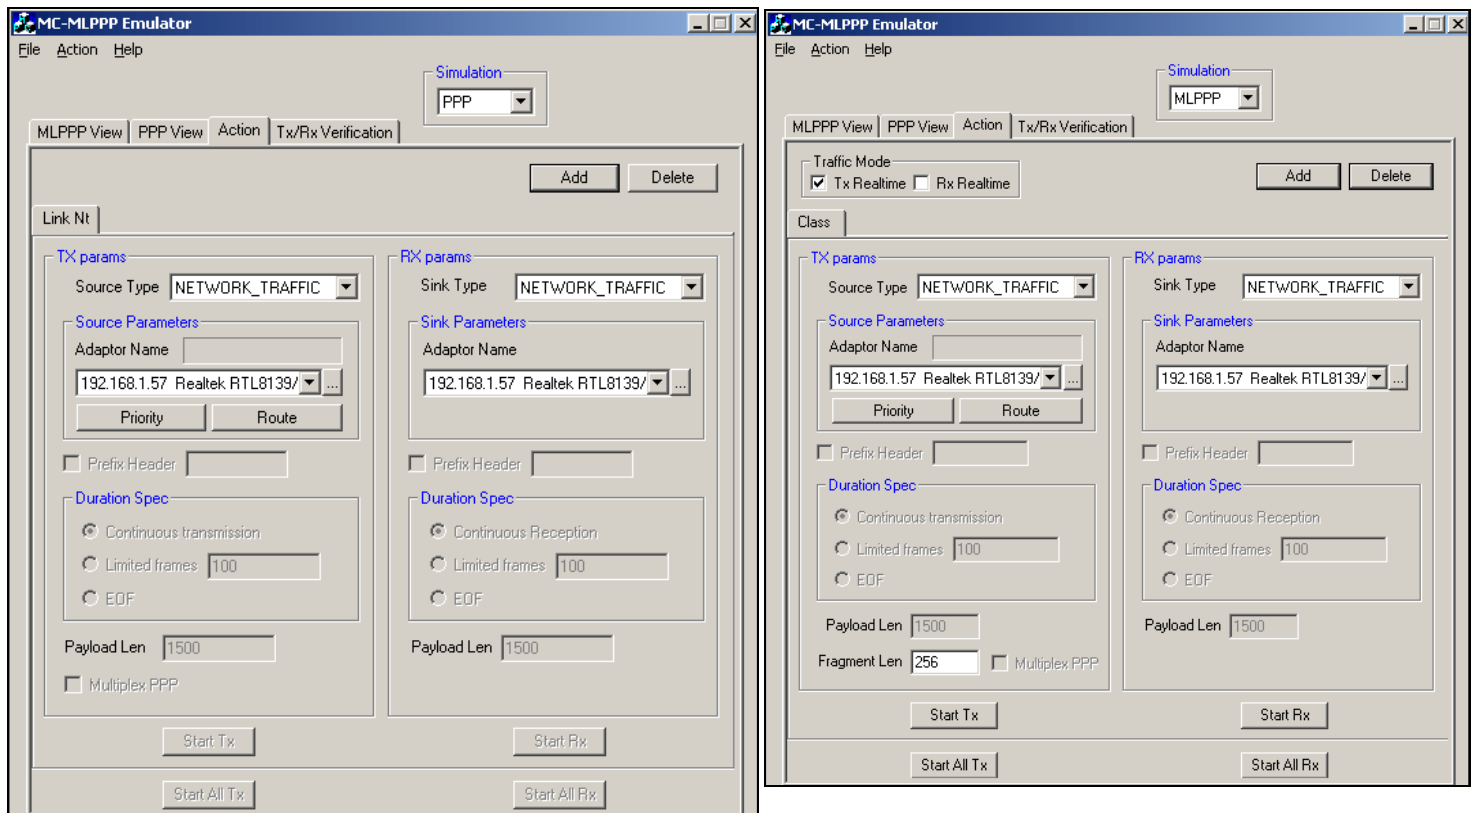 MC-MLPPP Emulator
File Action Help
Simulation
PPP
MLPPP View PPP View Action Tx/Rx Verification
Add Delete
Link Nt
TX params
Source Type NETWORK_TRAFFIC
Source Parameters
Adaptor Name
192.168.1.57 Realtek RTL8139/ ...
Priority Route
Prefix Header
Duration Spec
Continuous transmission
Limited frames 100
EOF
Payload Len 1500
Multiplex PPP
Start Tx
RX params
Sink Type NETWORK_TRAFFIC
Sink Parameters
Adaptor Name
192.168.1.57 Realtek RTL8139/ ...
Prefix Header
Duration Spec
Continuous Reception
Limited frames 100
EOF
Payload Len 1500
Start Rx
Start All Tx Start All Rx
MC-MLPPP Emulator
File Action Help
Simulation
MLPPP
MLPPP View PPP View Action Tx/Rx Verification
Traffic Mode
Tx Realtime Rx Realtime
Add Delete
Class
TX params
Source Type NETWORK_TRAFFIC
Source Parameters
Adaptor Name
192.168.1.57 Realtek RTL8139/ ...
Priority Route
Prefix Header
Duration Spec
Continuous transmission
Limited frames 100
EOF
Payload Len 1500
Fragment Len 256 Multiplex PPP
Start Tx
RX params
Sink Type NETWORK_TRAFFIC
Sink Parameters
Adaptor Name
192.168.1.57 Realtek RTL8139/ ...
Prefix Header
Duration Spec
Continuous Reception
Limited frames 100
EOF
Payload Len 1500
Start Rx
Start All Tx Start All Rx